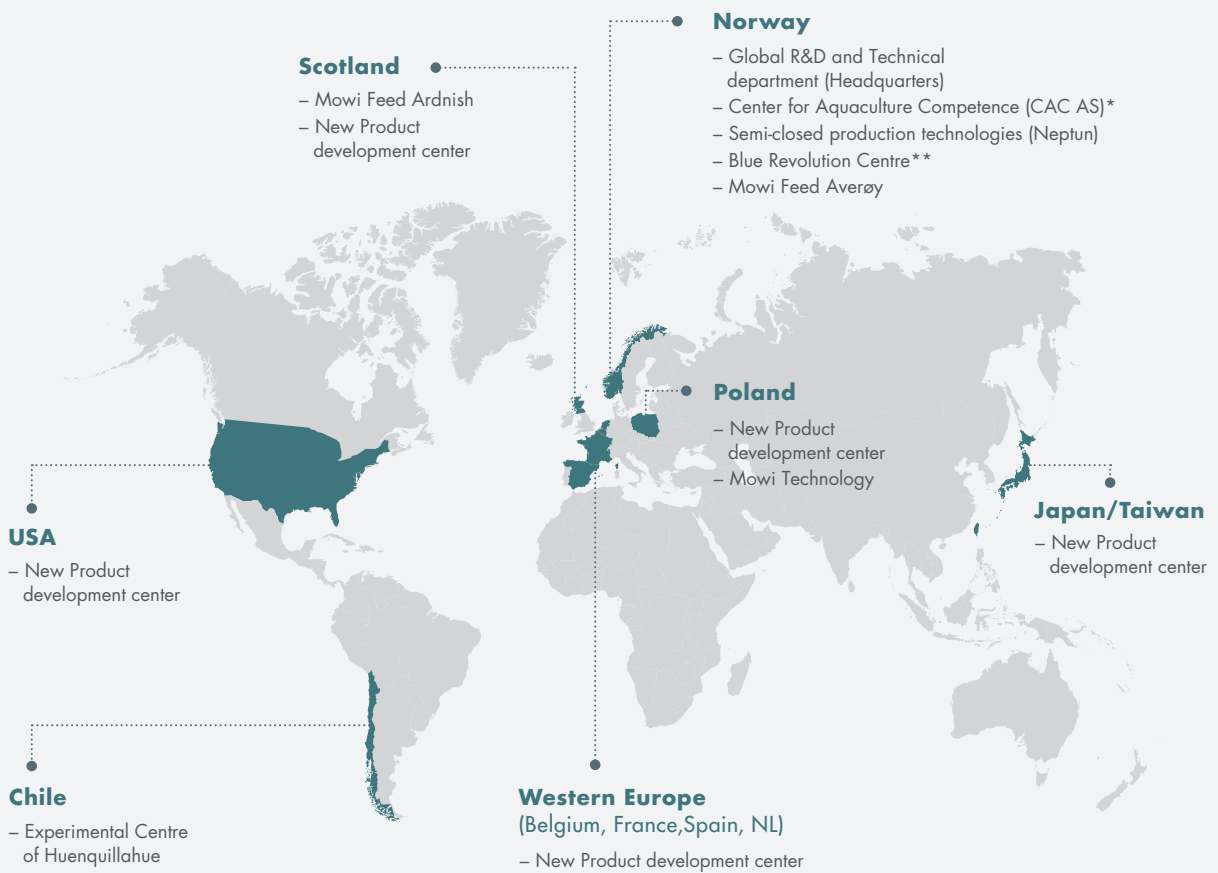 Norway
– Global R&D and Technical
department (Headquarters)
– Center for Aquaculture Competence (CAC AS)*
– Semi-closed production technologies (Neptun)
– Blue Revolution Centre**
– Mowi Feed Averøy
Scotland
– Mowi Feed Ardnish
– New Product
development center
Poland
– New Product
development center
– Mowi Technology
Japan/Taiwan
– New Product
development center
USA
– New Product
development center
Chile
– Experimental Centre
of Huenquillahue
Western Europe
(Belgium, France,Spain, NL)
– New Product development center